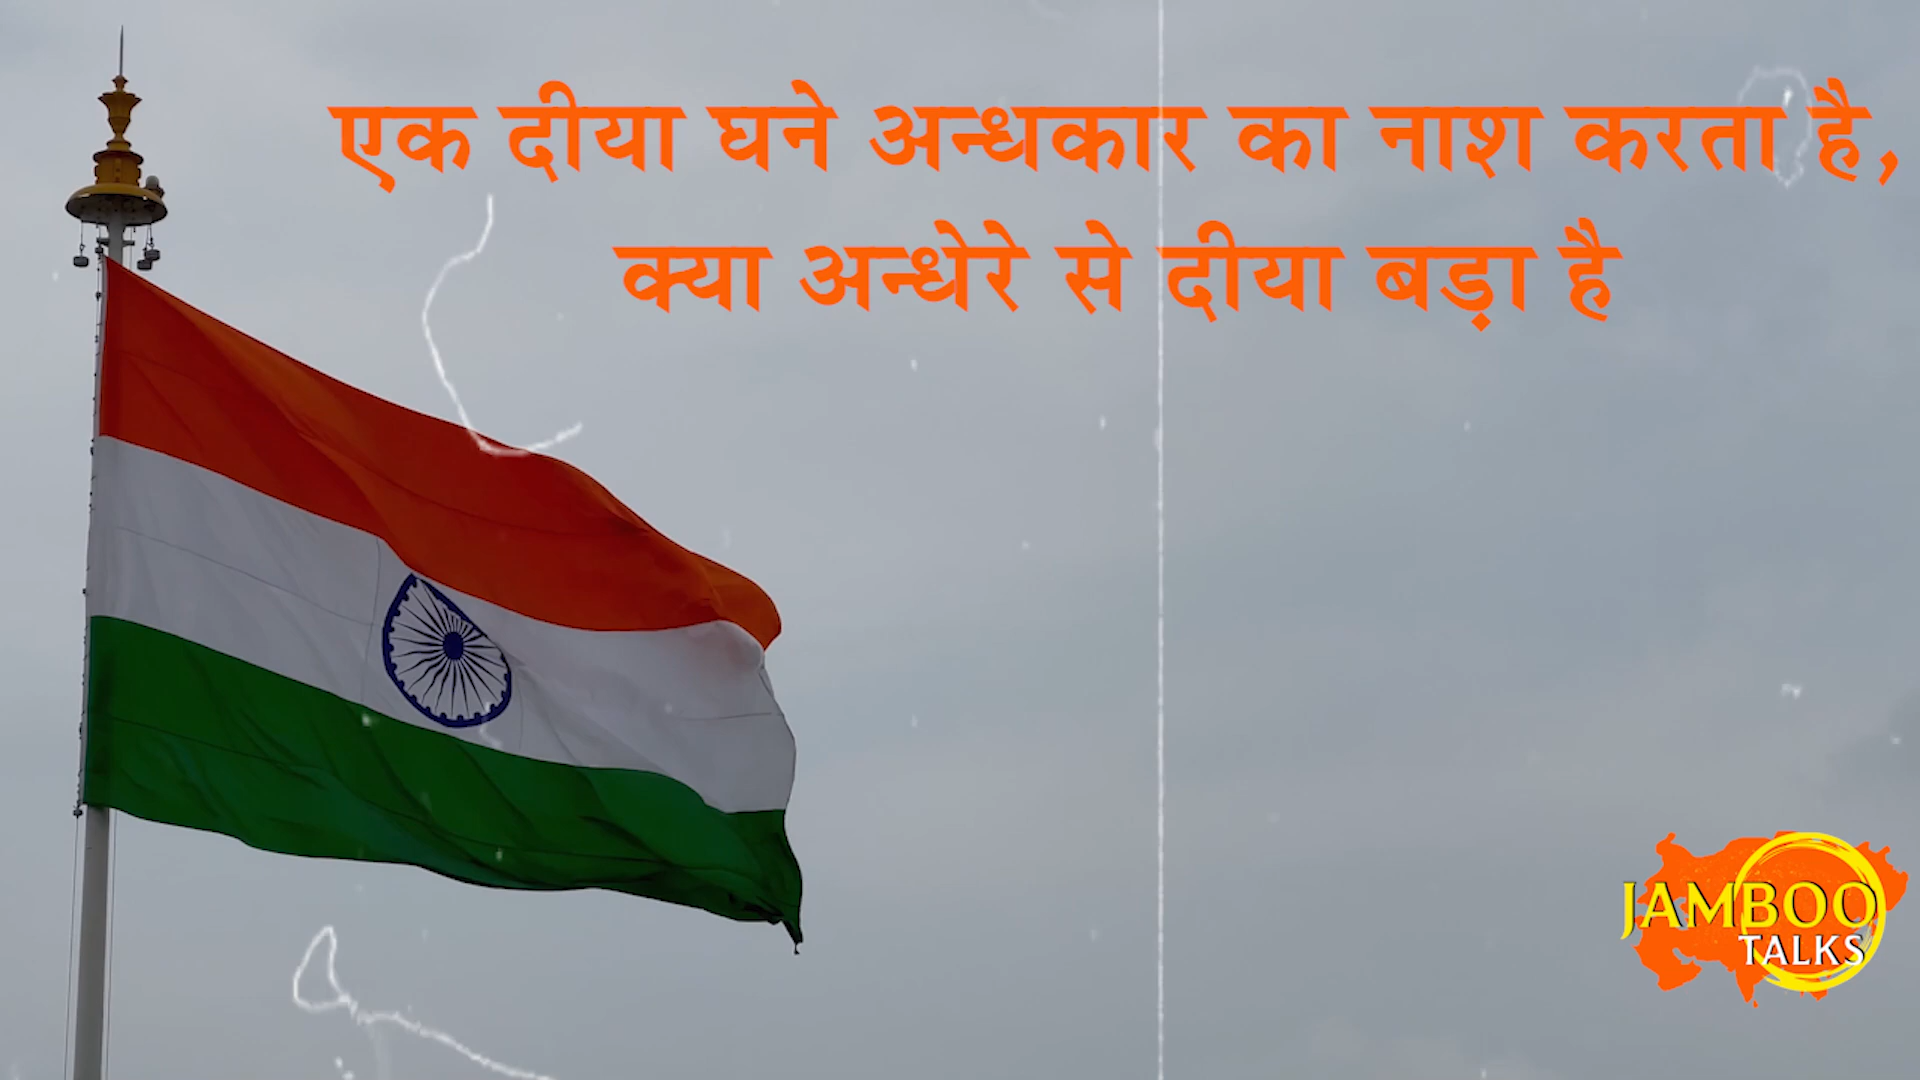 एक दीया घने अन्धकार का नाश करता है,
क्या अन्धेरे से दीया बड़ा है
JAMBOO
TALKS